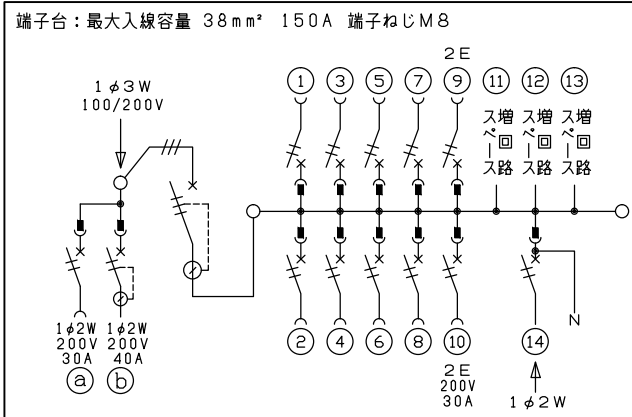 端子台：最大入線容量 38mm² 150A 端子ねじM8
1φ3W
100/200V
2E
1 3 5 7 9 11 12 13
増回路
スペース
増回路
スペース
増回路
スペース
1φ2W
200V
30A
a
1φ2W
200V
40A
b
2 4 6 8 10 14
2E
200V
30A
N
1φ2W